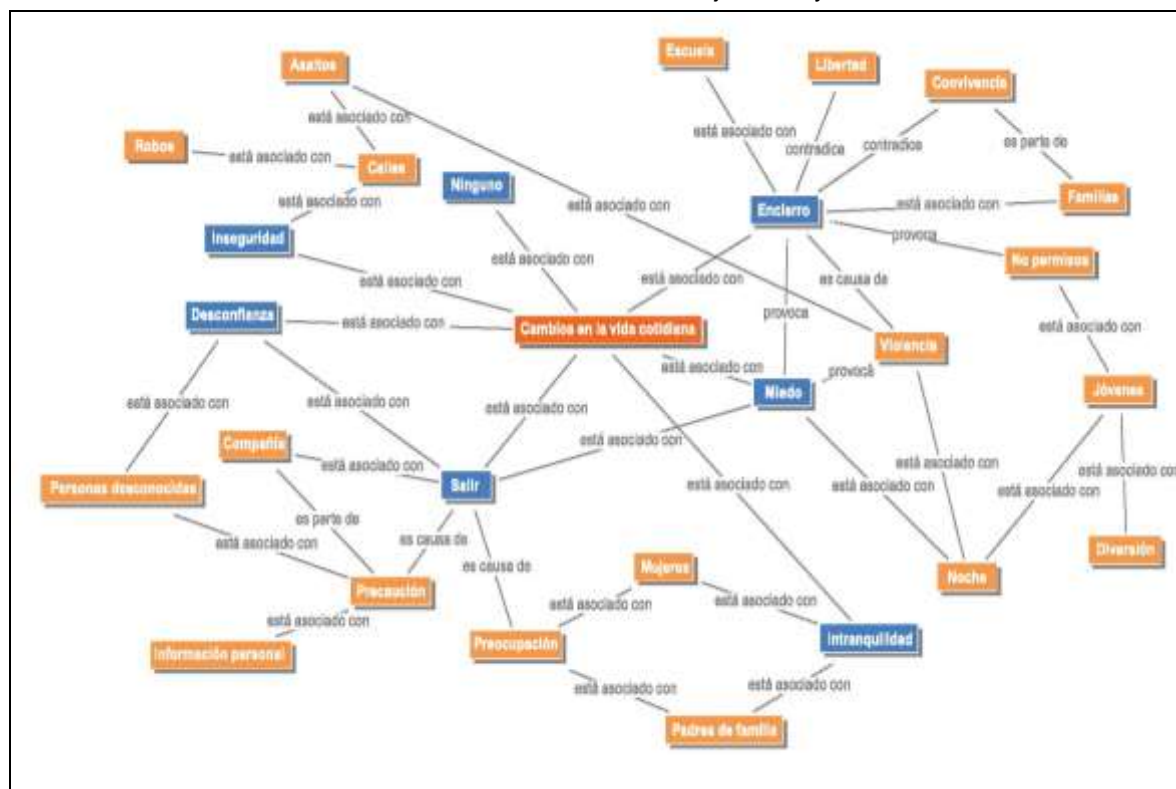 Escuela
Asaltos
Libertad
Convivencia
está asociado con
está asociado con
Robos
está asociado con
contradice
contradice
es parte de
Calles
Ninguno
está asociado con
Familias
está asociado con
está asociado con
Encierro
Inseguridad
provoca
No permisos
está asociado con
está asociado con
está asociado con
es causa de
Desconfianza
provoca
está asociado con
está asociado con
Cambios en la vida cotidiana
Violencia
está asociado con
provoca
Miedo
Jóvenes
está asociado con
está asociado con
está asociado con
Compañía
está asociado con
está asociado con
está asociado con
está asociado con
Salir
está asociado con
está asociado con
está asociado con
Personas desconocidas
es parte de
está asociado con
es causa de
es causa de
Diversión
Mujeres
Noche
Precaución
está asociado con
está asociado con
está asociado con
Intranquilidad
Preocupación
Información personal
está asociado con
está asociado con
Padres de familia